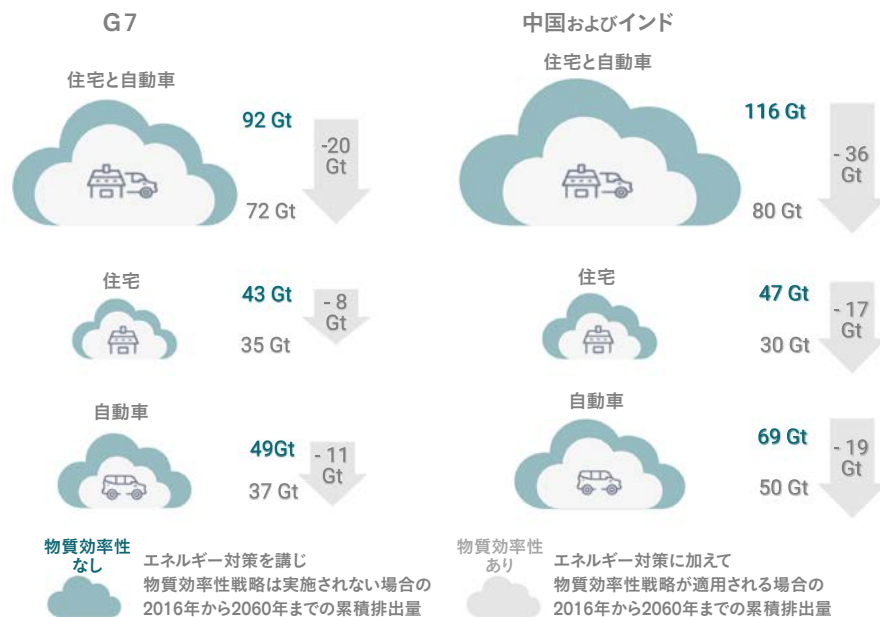 G7
住宅と自動車
92 Gt
-20
Gt
72 Gt
住宅
43 Gt
- 8
Gt
35 Gt
自動車
49Gt
- 11
Gt
37 Gt
中国およびインド
住宅と自動車
116 Gt
- 36
Gt
80 Gt
住宅
47 Gt
- 17
Gt
30 Gt
自動車
69 Gt
- 19
Gt
50 Gt
物質効率性
なし
エネルギー対策を講じ
物質効率性戦略は実施されない場合の
2016年から2060年までの累積排出量
物質効率性
あり
エネルギー対策に加えて
物質効率性戦略が適用される場合の
2016年から2060年までの累積排出量